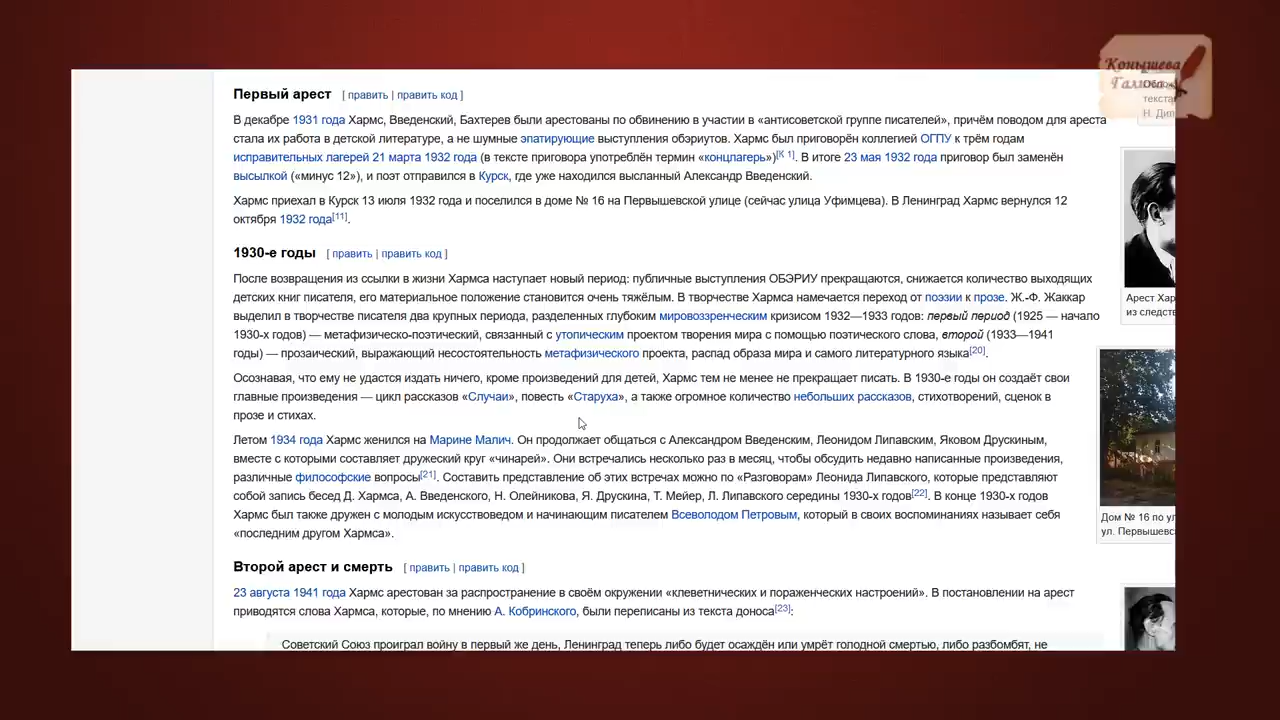 Конышева
Галина
Первый арест [ править | править код ]
В декабре 1931 года Хармс, Введенский, Бахтерев были арестованы по обвинению в участии в «антисоветской группе писателей», причём поводом для ареста
стала их работа в детской литературе, а не шумные эпатирующие выступления обэриутов. Хармс был приговорён коллегией ОГПУ к трём годам
исправительных лагерей 21 марта 1932 года (в тексте приговора употреблён термин «концлагерь»)[К 1]. В итоге 23 мая 1932 года приговор был заменён
высылкой («минус 12»), и поэт отправился в Курск, где уже находился высланный Александр Введенский.
Хармс приехал в Курск 13 июля 1932 года и поселился в доме № 16 на Первышевской улице (сейчас улица Уфимцева). В Ленинград Хармс вернулся 12
октября 1932 года[11].
1930-е годы [ править | править код ]
После возвращения из ссылки в жизни Хармса наступает новый период: публичные выступления ОБЭРИУ прекращаются, снижается количество выходящих
детских книг писателя, его материальное положение становится очень тяжёлым. В творчестве Хармса намечается переход от поэзии к прозе. Ж.-Ф. Жаккар
выделил в творчестве писателя два крупных периода, разделенных глубоким мировоззренческим кризисом 1932—1933 годов: первый период (1925 — начало
1930-х годов) — метафизическо-поэтический, связанный с утопическим проектом творения мира с помощью поэтического слова, второй (1933—1941
годы) — прозаический, выражающий несостоятельность метафизического проекта, распад образа мира и самого литературного языка[20].
Осознавая, что ему не удастся издать ничего, кроме произведений для детей, Хармс тем не менее не прекращает писать. В 1930-е годы он создаёт свои
главные произведения — цикл рассказов «Случаи», повесть «Старуха», а также огромное количество небольших рассказов, стихотворений, сценок в
прозе и стихах.
Летом 1934 года Хармс женился на Марине Малич. Он продолжает общаться с Александром Введенским, Леонидом Липавским, Яковом Друскиным,
вместе с которыми составляет дружеский круг «чинарей». Они встречались несколько раз в месяц, чтобы обсудить недавно написанные произведения,
различные философские вопросы[21]. Составить представление об этих встречах можно по «Разговорам» Леонида Липавского, которые представляют
собой запись бесед Д. Хармса, А. Введенского, Н. Олейникова, Я. Друскина, Т. Мейер, Л. Липавского середины 1930-х годов[22]. В конце 1930-х годов
Хармс был также дружен с молодым искусствоведом и начинающим писателем Всеволодом Петровым, который в своих воспоминаниях называет себя
«последним другом Хармса».
Второй арест и смерть [ править | править код ]
23 августа 1941 года Хармс арестован за распространение в своём окружении «клеветнических и пораженческих настроений». В постановлении на арест
приводятся слова Хармса, которые, по мнению А. Кобринского, были переписаны из текста доноса[23]:
Советский Союз проиграл войну в первый же день, Ленинград теперь либо будет осаждён или умрёт голодной смертью, либо разбомбят, не
Арест Хар
из следств
Дом № 16 по ул
ул. Первышевс